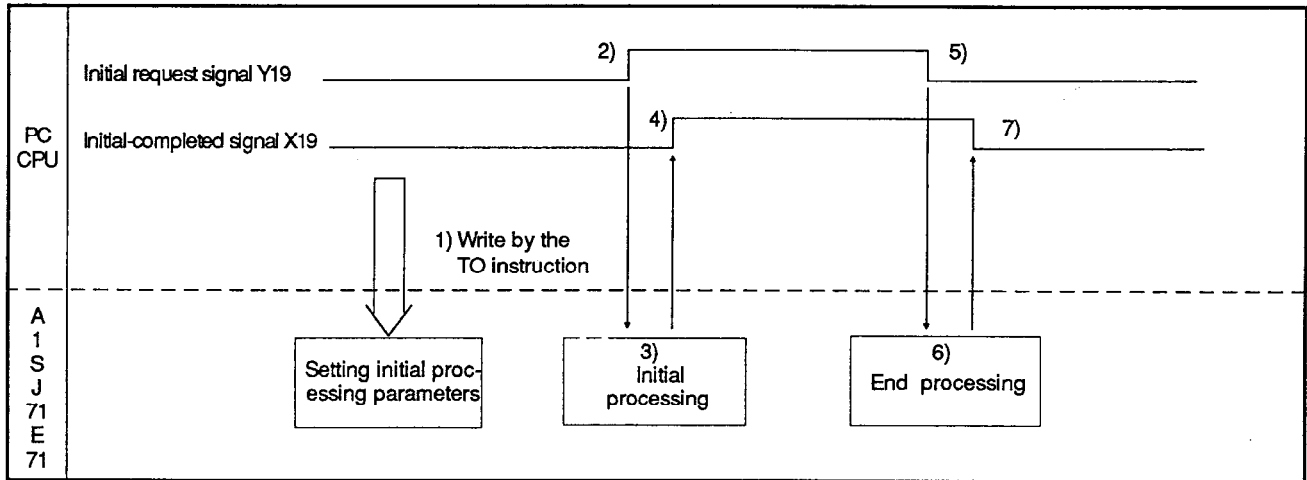 PC
CPU
Initial request signal Y19
2)
5)
Initial-completed signal X19
4)
7)
1) Write by the
TO instruction
A
1
S
J
71
E
71
Setting initial proc-
essing parameters
3)
Initial
processing
6)
End processing